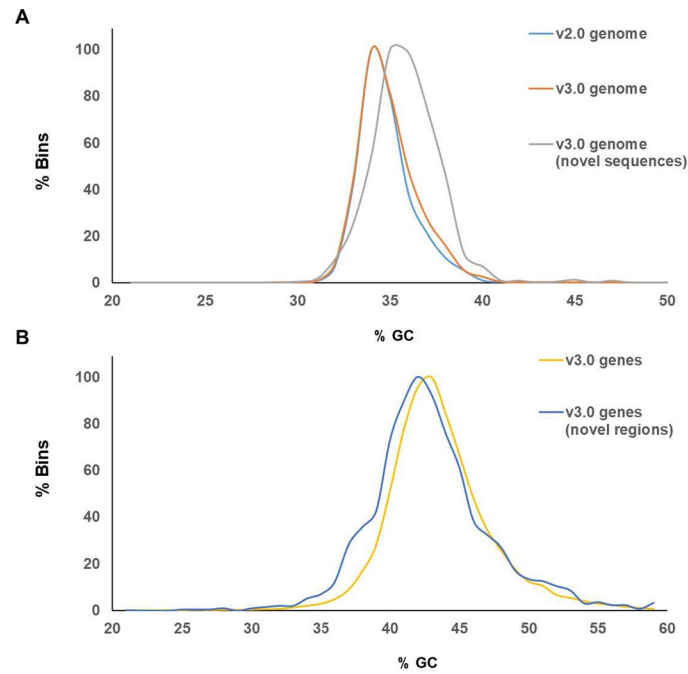 A
v2.0 genome
v3.0 genome
v3.0 genome
(novel sequences)
% Bins
100
80
60
40
20
0
20 25 30 35 40 45 50
% GC
B
v3.0 genes
v3.0 genes
(novel regions)
% Bins
100
80
60
40
20
0
20 25 30 35 40 45 50 55 60
% GC